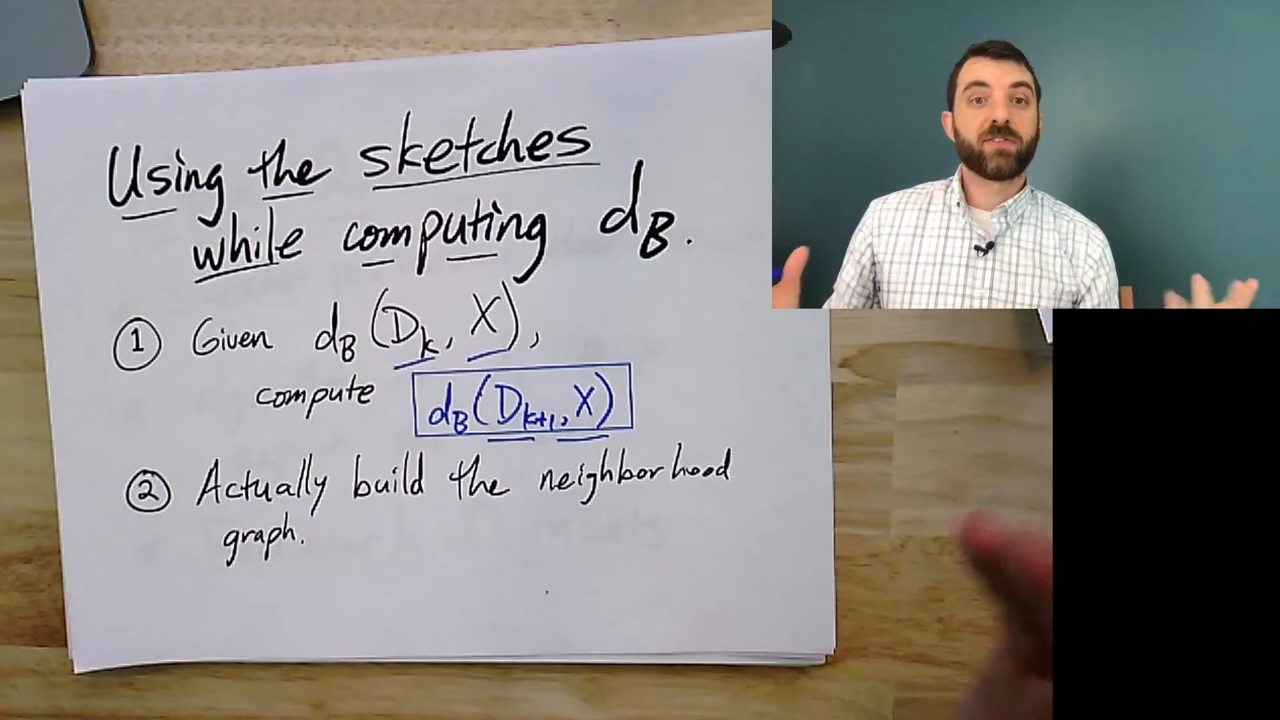 Using the sketches
while computing d_B.
① Given d_B(D_k, X),
compute d_B(D_{k+1}, X)
② Actually build the neighborhood
graph.